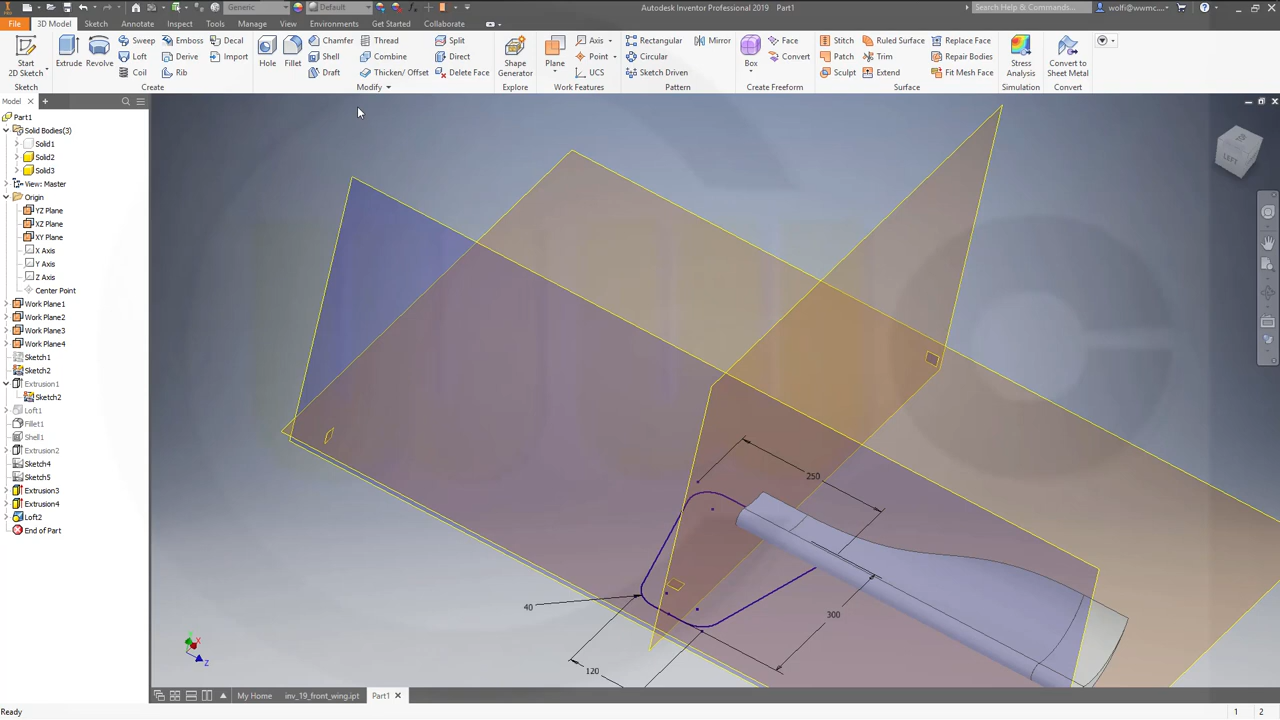 Generic Default Autodesk Inventor Professional 2019 Part1 Search Help & Commands... wolfi@wwmc...
File 3D Model Sketch Annotate Inspect Tools Manage View Environments Get Started Collaborate
Sweep Emboss Decal Chamfer Thread Split Axis Rectangular Mirror Face Stitch Ruled Surface Replace Face
Loft Derive Import Shell Combine Direct Point Circular Convert Patch Trim Repair Bodies
Start 2D Sketch Extrude Revolve Coil Rib Hole Fillet Draft Thicken/ Offset Delete Face Shape Generator Plane UCS Sketch Driven Box Sculpt Extend Fit Mesh Face Stress Analysis Convert to Sheet Metal
Sketch Create Modify Explore Work Features Pattern Create Freeform Surface Simulation Convert
Model
Part1
Solid Bodies(3)
Solid1
Solid2
Solid3
View: Master
Origin
YZ Plane
XZ Plane
XY Plane
X Axis
Y Axis
Z Axis
Center Point
Work Plane1
Work Plane2
Work Plane3
Work Plane4
Sketch1
Sketch2
Extrusion1
Sketch2
Loft1
Fillet1
Shell1
Extrusion2
Sketch4
Sketch5
Extrusion3
Extrusion4
Loft2
End of Part
LEFT
250
40
300
120
X
Z
My Home inv_19_front_wing.ipt Part1
Ready 1 2